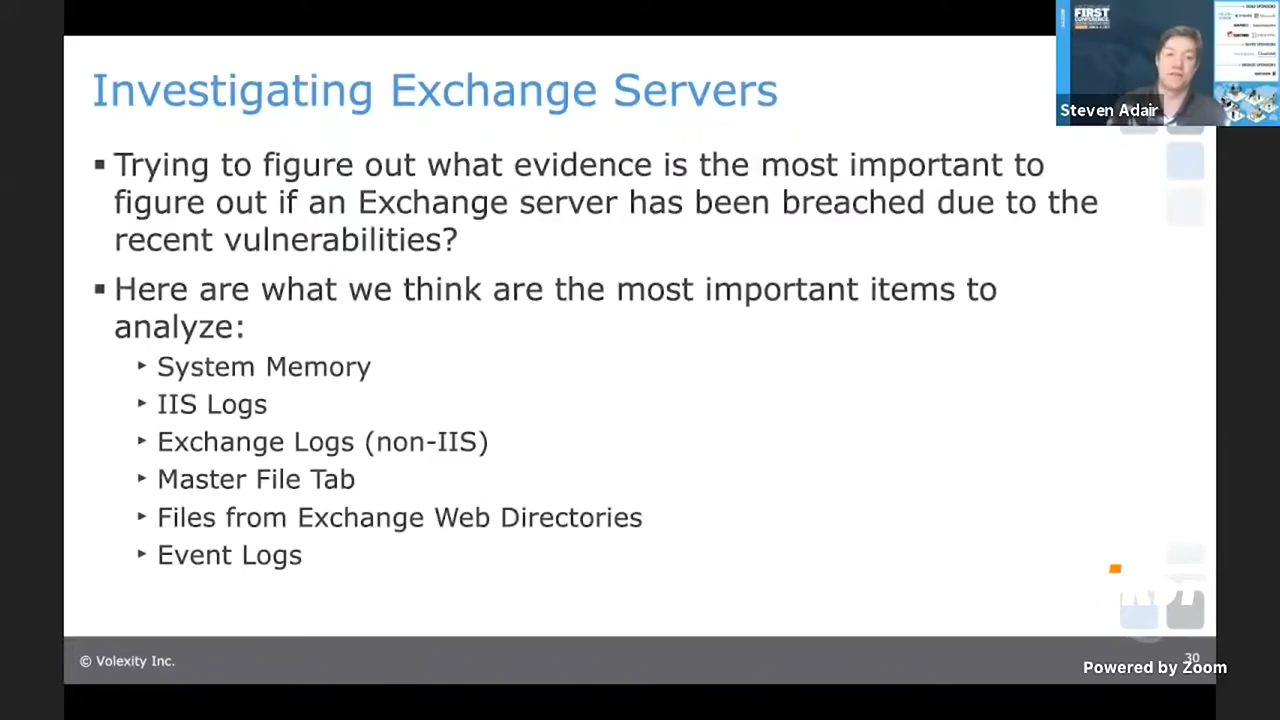 Investigating Exchange Servers
FIRST
CONFERENCE
Steven Adair
▪ Trying to figure out what evidence is the most important to
figure out if an Exchange server has been breached due to the
recent vulnerabilities?
▪ Here are what we think are the most important items to
analyze:
‣ System Memory
‣ IIS Logs
‣ Exchange Logs (non-IIS)
‣ Master File Tab
‣ Files from Exchange Web Directories
‣ Event Logs
© Volexity Inc.
30
Powered by Zoom